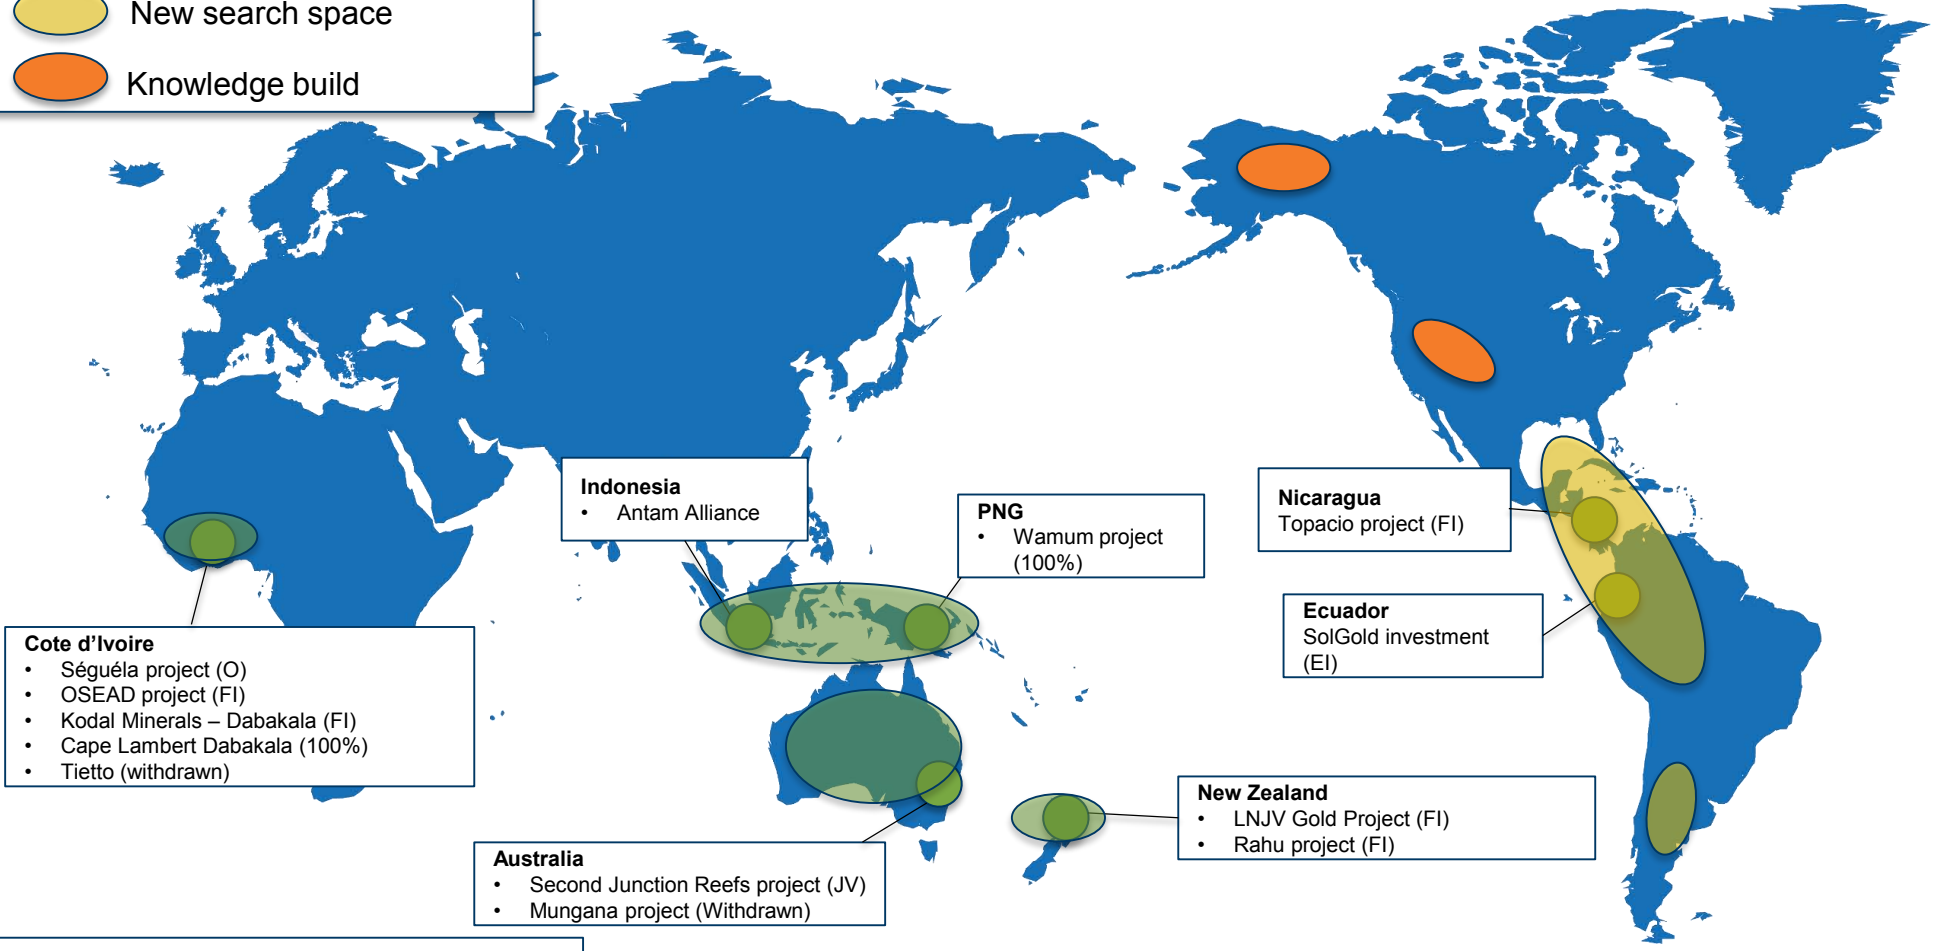 New search space
Knowledge build
Indonesia
• Antam Alliance
PNG
• Wamum project
(100%)
Nicaragua
Topacio project (FI)
Ecuador
SolGold investment
(EI)
Cote d’Ivoire
• Séguéla project (O)
• OSEAD project (FI)
• Kodal Minerals – Dabakala (FI)
• Cape Lambert Dabakala (100%)
• Tietto (withdrawn)
New Zealand
• LNJV Gold Project (FI)
• Rahu project (FI)
Australia
• Second Junction Reefs project (JV)
• Mungana project (Withdrawn)